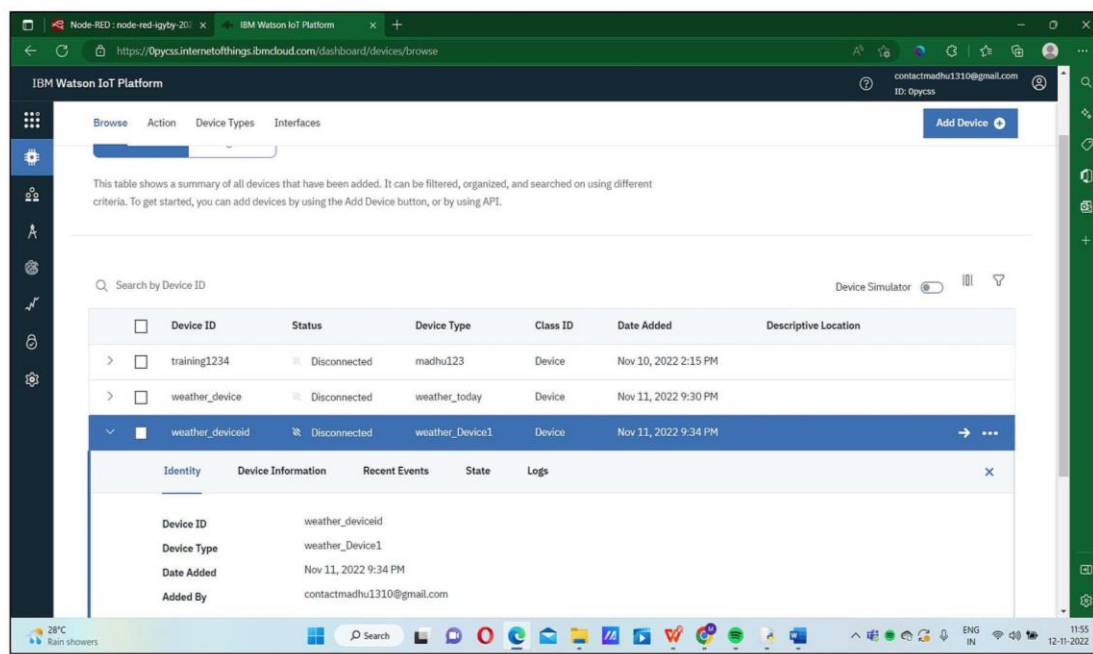 Node-RED : node-red-igyby-202
IBM Watson IoT Platform
https://0pycss.internetofthings.ibmcloud.com/dashboard/devices/browse
IBM Watson IoT Platform
contactmadhu1310@gmail.com
ID: 0pycss
Browse Action Device Types Interfaces
Add Device
This table shows a summary of all devices that have been added. It can be filtered, organized, and searched on using different
criteria. To get started, you can add devices by using the Add Device button, or by using API.
Search by Device ID
Device Simulator
Device ID Status Device Type Class ID Date Added Descriptive Location
training1234 Disconnected madhu123 Device Nov 10, 2022 2:15 PM
weather_device Disconnected weather_today Device Nov 11, 2022 9:30 PM
weather_deviceid Disconnected weather_Device1 Device Nov 11, 2022 9:34 PM
Identity Device Information Recent Events State Logs
Device ID weather_deviceid
Device Type weather_Device1
Date Added Nov 11, 2022 9:34 PM
Added By contactmadhu1310@gmail.com
28°C
Rain showers
Search
ENG
IN
11:55
12-11-2022